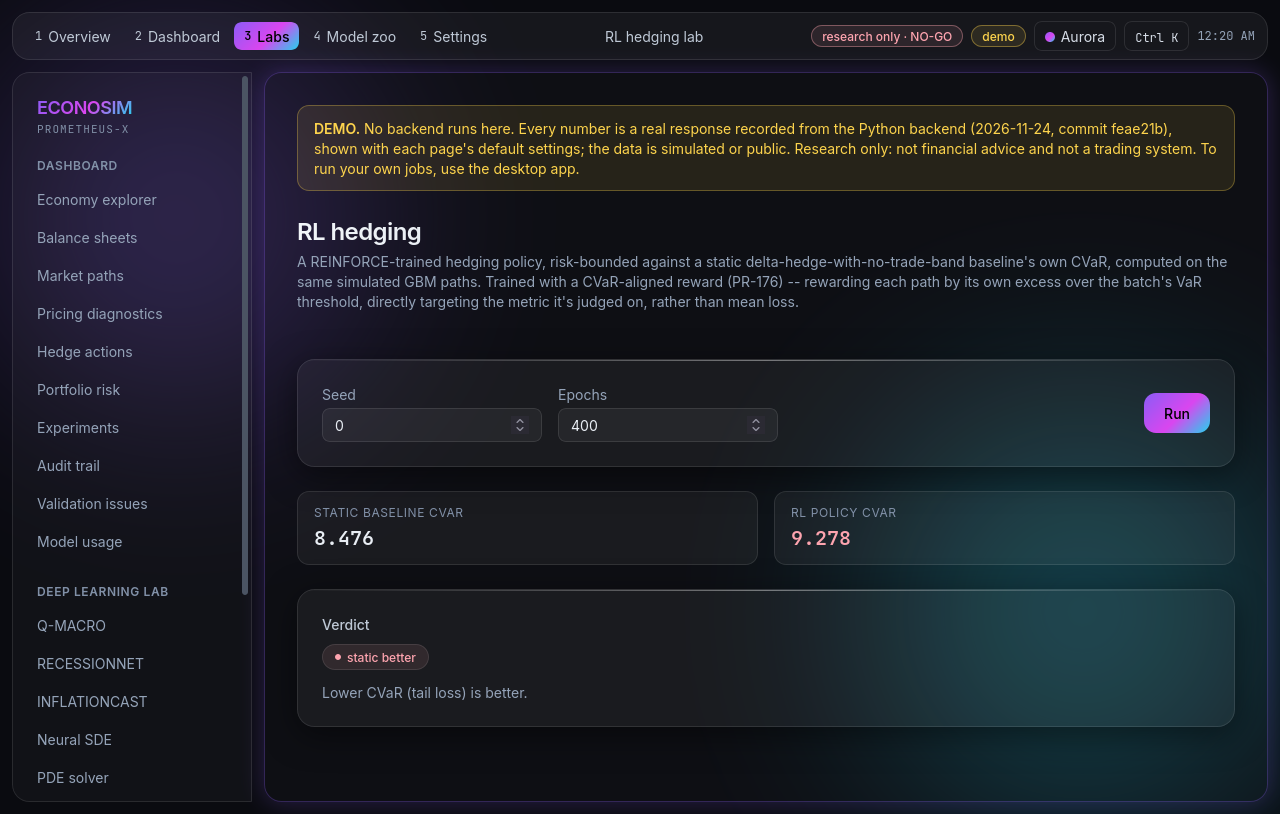 1 Overview 2 Dashboard 3 Labs 4 Model zoo 5 Settings RL hedging lab research only · NO-GO demo Aurora Ctrl K 12:20 AM
ECONOSIM
PROMETHEUS-X
DASHBOARD
Economy explorer
Balance sheets
Market paths
Pricing diagnostics
Hedge actions
Portfolio risk
Experiments
Audit trail
Validation issues
Model usage
DEEP LEARNING LAB
Q-MACRO
RECESSIONNET
INFLATIONCAST
Neural SDE
PDE solver
DEMO. No backend runs here. Every number is a real response recorded from the Python backend (2026-11-24, commit feae21b),
shown with each page's default settings; the data is simulated or public. Research only: not financial advice and not a trading system. To
run your own jobs, use the desktop app.
RL hedging
A REINFORCE-trained hedging policy, risk-bounded against a static delta-hedge-with-no-trade-band baseline's own CVaR, computed on the
same simulated GBM paths. Trained with a CVaR-aligned reward (PR-176) -- rewarding each path by its own excess over the batch's VaR
threshold, directly targeting the metric it's judged on, rather than mean loss.
Seed Epochs
0 400 Run
STATIC BASELINE CVAR RL POLICY CVAR
8.476 9.278
Verdict
static better
Lower CVaR (tail loss) is better.